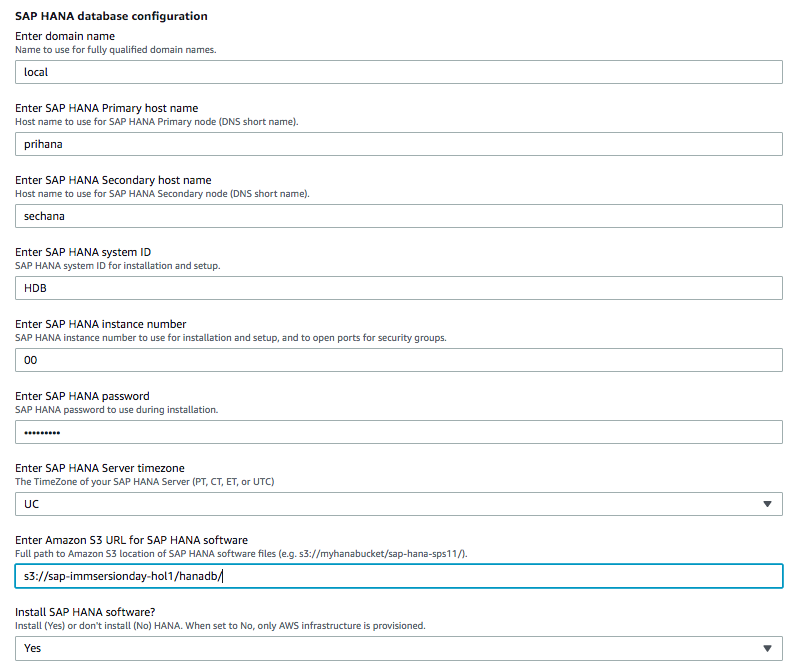 SAP HANA database configuration
Enter domain name
Name to use for fully qualified domain names.
local
Enter SAP HANA Primary host name
Host name to use for SAP HANA Primary node (DNS short name).
prihana
Enter SAP HANA Secondary host name
Host name to use for SAP HANA Secondary node (DNS short name).
sechana
Enter SAP HANA system ID
SAP HANA system ID for installation and setup.
HDB
Enter SAP HANA instance number
SAP HANA instance number to use for installation and setup, and to open ports for security groups.
00
Enter SAP HANA password
SAP HANA password to use during installation.
•••••••••
Enter SAP HANA Server timezone
The TimeZone of your SAP HANA Server (PT, CT, ET, or UTC)
UC
Enter Amazon S3 URL for SAP HANA software
Full path to Amazon S3 location of SAP HANA software files (e.g. s3://myhanabucket/sap-hana-sps11/).
s3://sap-immsersionday-hol1/hanadb/
Install SAP HANA software?
Install (Yes) or don't install (No) HANA. When set to No, only AWS infrastructure is provisioned.
Yes